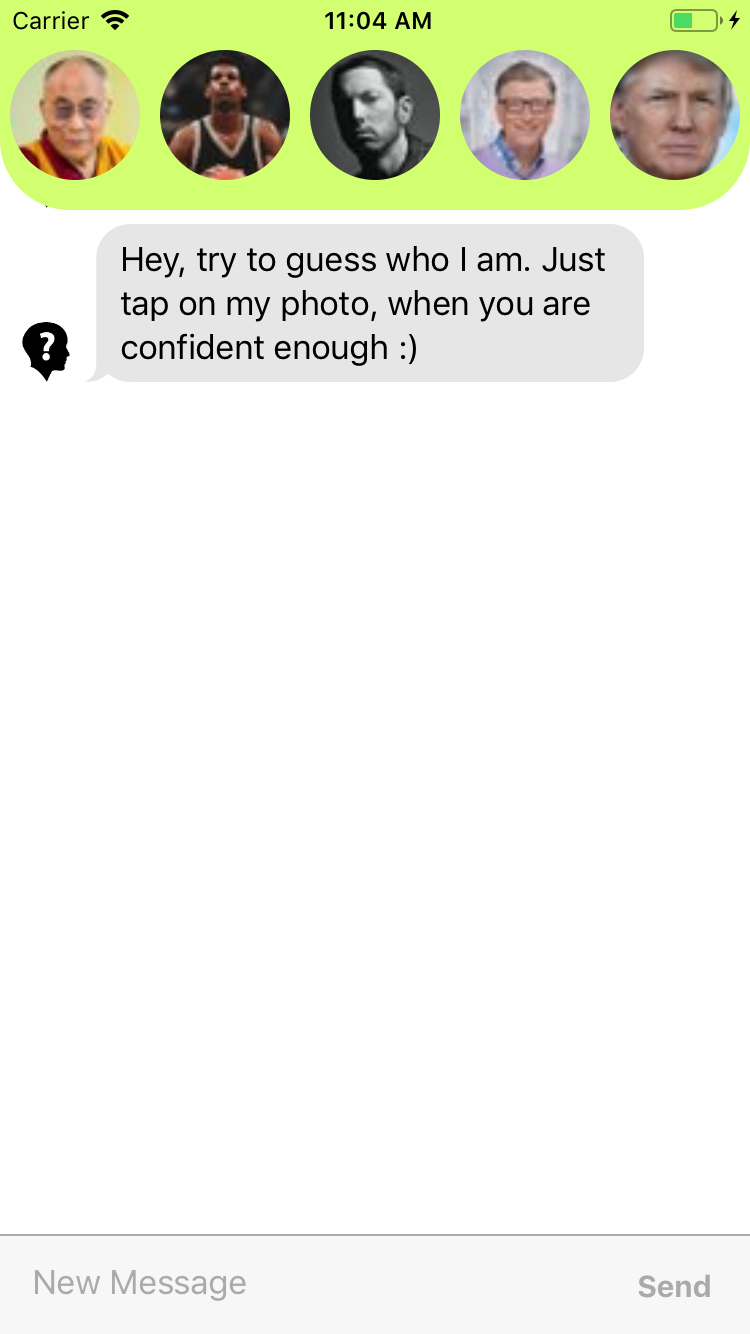 Carrier 11:04 AM
Hey, try to guess who I am. Just
tap on my photo, when you are
confident enough :)
?
New Message Send